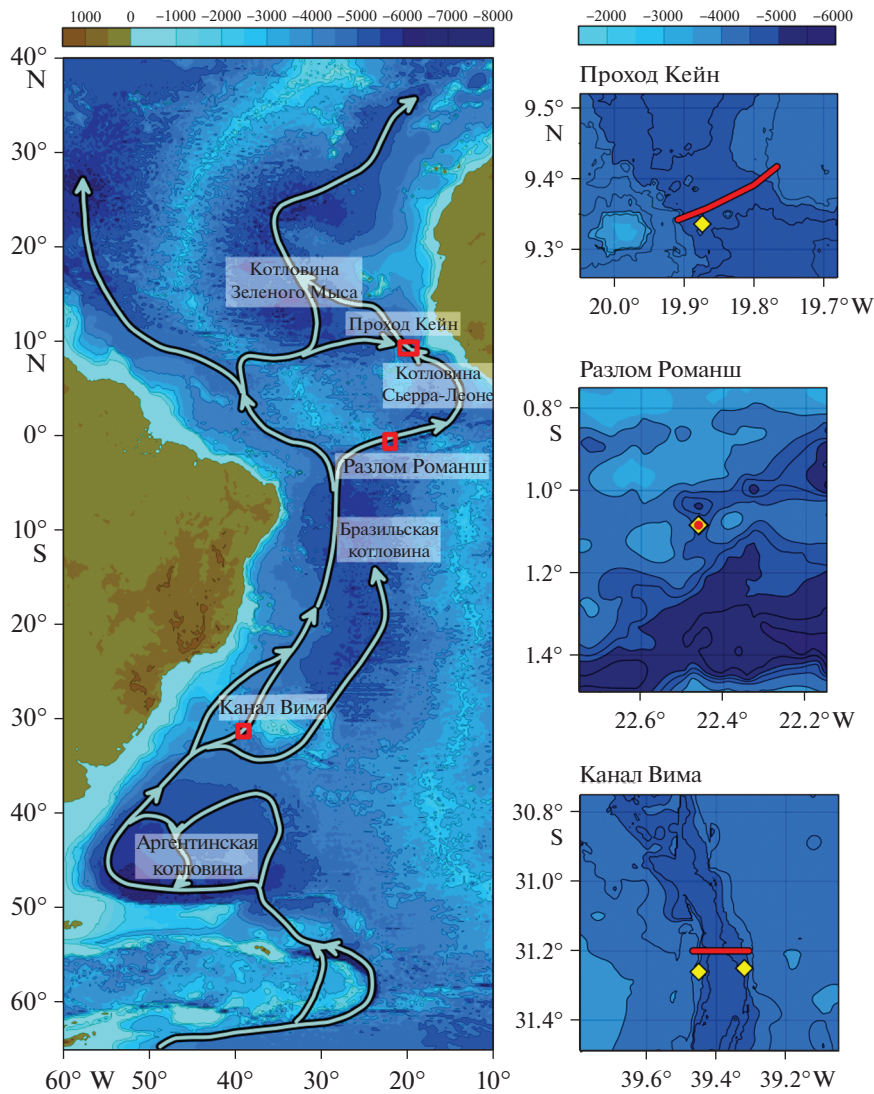 1000 0 −1000 −2000 −3000 −4000 −5000 −6000 −7000 −8000
40°
N
30°
20°
10°
N
0°
10°
S
20°
30°
40°
50°
60°
60° W 50° 40° 30° 20° 10°
Котловина
Зеленого Мыса
Проход Кейн
Котловина
Сьерра-Леоне
Разлом Романш
Бразильская
котловина
Канал Вима
Аргентинская
котловина
−2000 −3000 −4000 −5000 −6000
Проход Кейн
9.5°
N
9.4°
9.3°
20.0° 19.9° 19.8° 19.7° W
Разлом Романш
0.8°
S
1.0°
1.2°
1.4°
22.6° 22.4° 22.2° W
Канал Вима
30.8°
S
31.0°
31.2°
31.4°
39.6° 39.4° 39.2° W